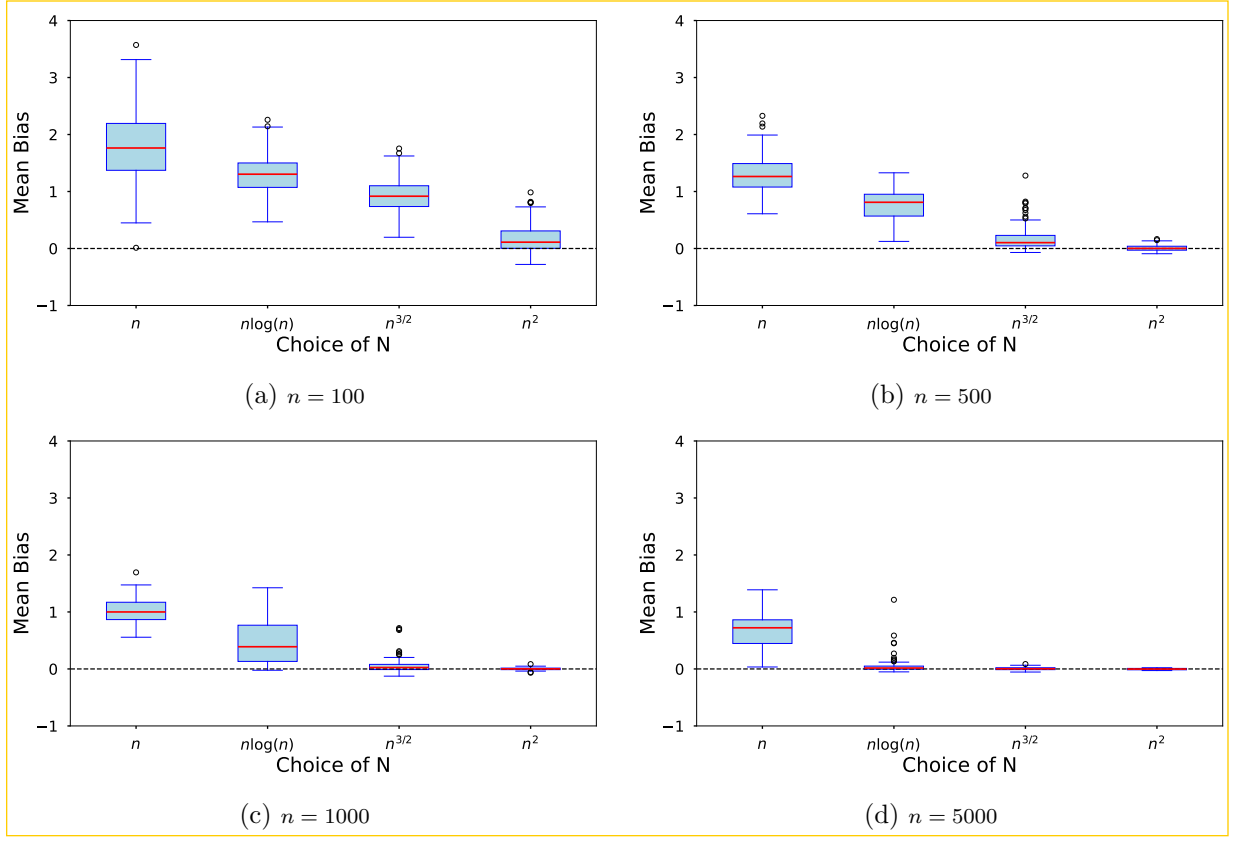 4
3
2
1
0
−1
Mean Bias
n
nlog(n)
n^{3/2}
n^2
Choice of N
(a) n = 100
4
3
2
1
0
−1
Mean Bias
n
nlog(n)
n^{3/2}
n^2
Choice of N
(b) n = 500
4
3
2
1
0
−1
Mean Bias
n
nlog(n)
n^{3/2}
n^2
Choice of N
(c) n = 1000
4
3
2
1
0
−1
Mean Bias
n
nlog(n)
n^{3/2}
n^2
Choice of N
(d) n = 5000